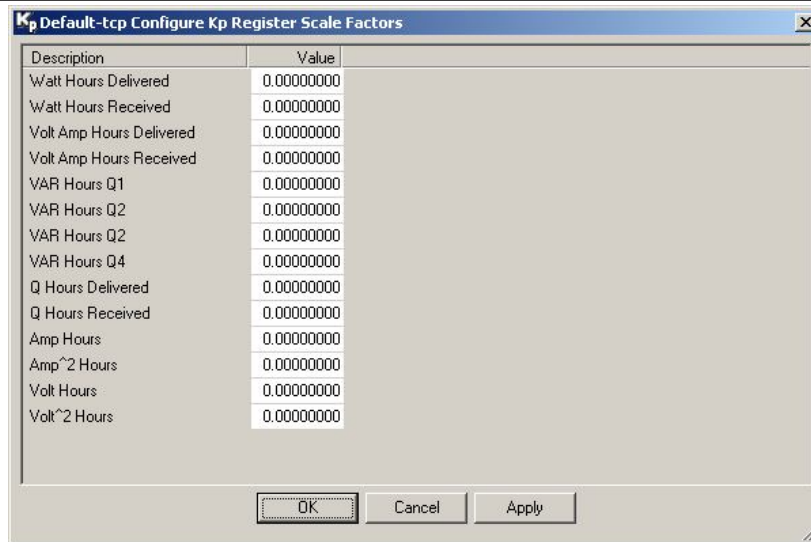 Kp Default-tcp Configure Kp Register Scale Factors
Description Value
Watt Hours Delivered 0.00000000
Watt Hours Received 0.00000000
Volt Amp Hours Delivered 0.00000000
Volt Amp Hours Received 0.00000000
VAR Hours Q1 0.00000000
VAR Hours Q2 0.00000000
VAR Hours Q2 0.00000000
VAR Hours Q4 0.00000000
Q Hours Delivered 0.00000000
Q Hours Received 0.00000000
Amp Hours 0.00000000
Amp^2 Hours 0.00000000
Volt Hours 0.00000000
Volt^2 Hours 0.00000000
OK Cancel Apply